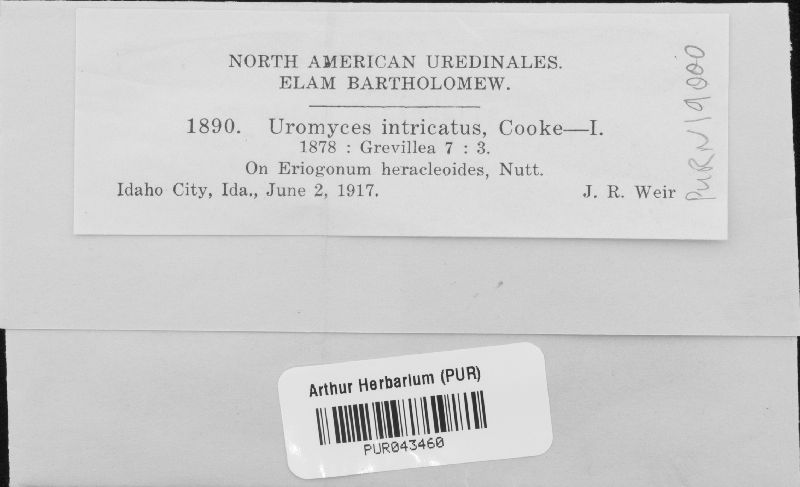 NORTH AMERICAN UREDINALES.
ELAM BARTHOLOMEW.
1890. Uromyces intricatus, Cooke—I.
1878 : Grevillea 7 : 3.
On Eriogonum heracleoides, Nutt.
Idaho City, Ida., June 2, 1917. J. R. Weir
PUR N19000
Arthur Herbarium (PUR)
PUR043460